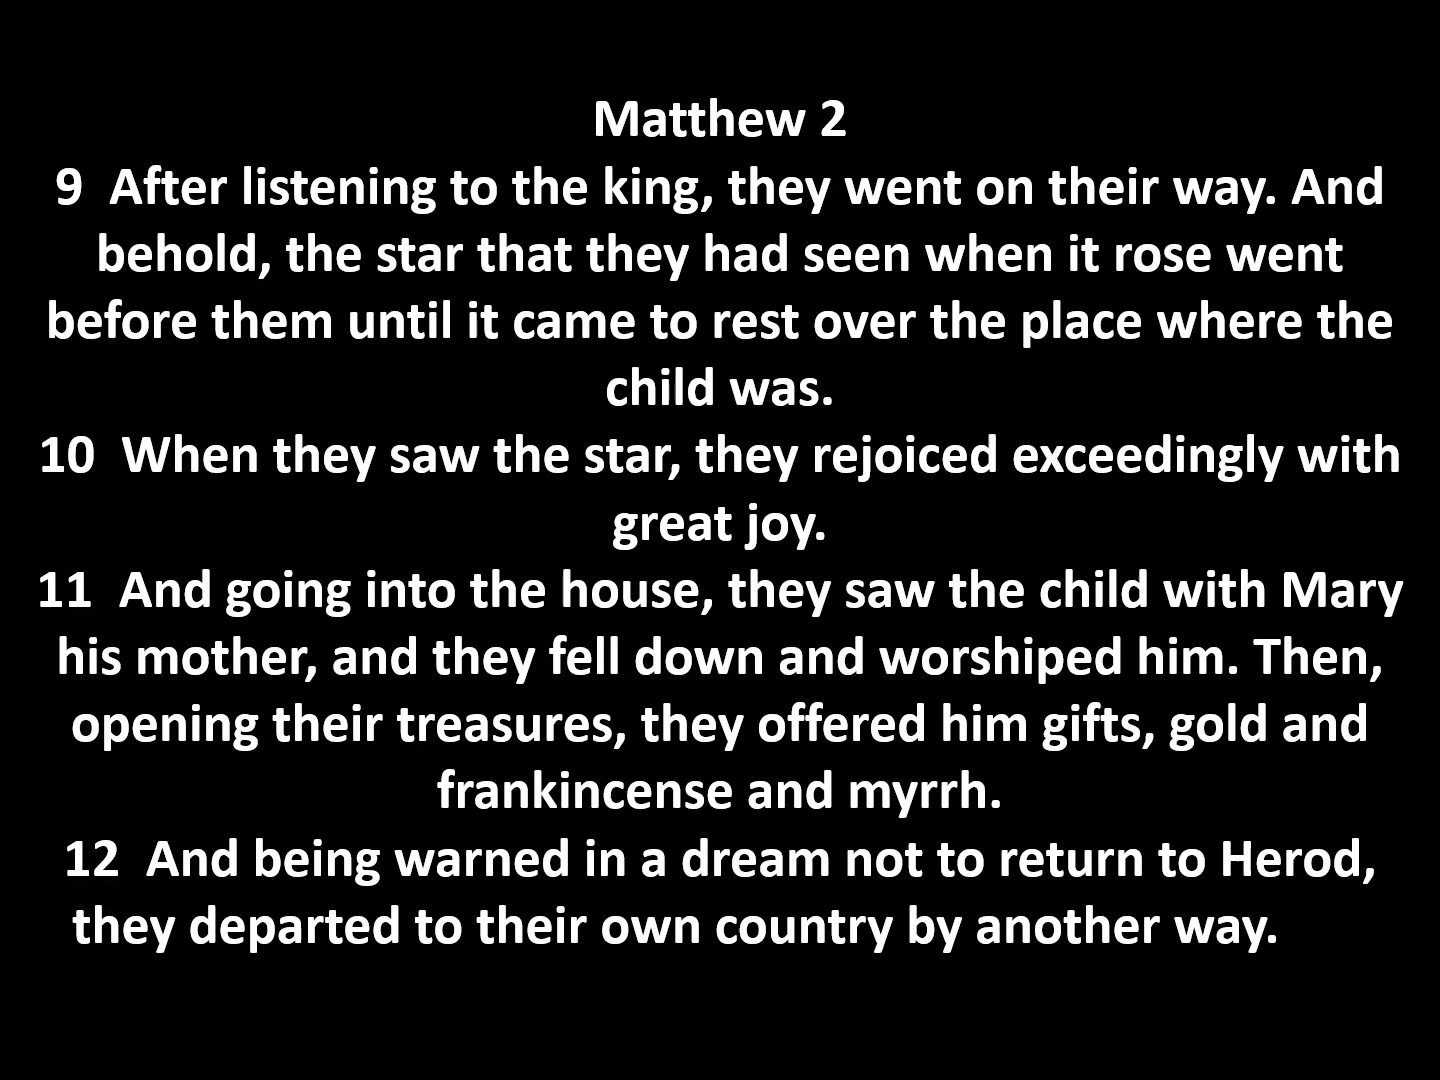 Matthew 2
9  After listening to the king, they went on their way. And
behold, the star that they had seen when it rose went
before them until it came to rest over the place where the
child was.
10  When they saw the star, they rejoiced exceedingly with
great joy.
11  And going into the house, they saw the child with Mary
his mother, and they fell down and worshiped him. Then,
opening their treasures, they offered him gifts, gold and
frankincense and myrrh.
12  And being warned in a dream not to return to Herod,
they departed to their own country by another way.